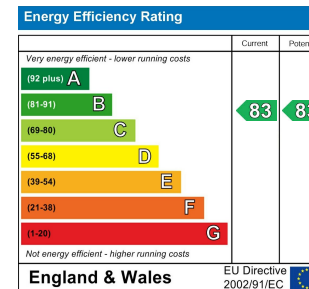 Energy Efficiency Rating
Current
Very energy efficient - lower running costs
(92 plus) A
(81-91) B
83
(69-80) C
(55-68) D
(39-54) E
(21-38) F
(1-20) G
Not energy efficient - higher running costs
England & Wales
EU Directive
2002/91/EC